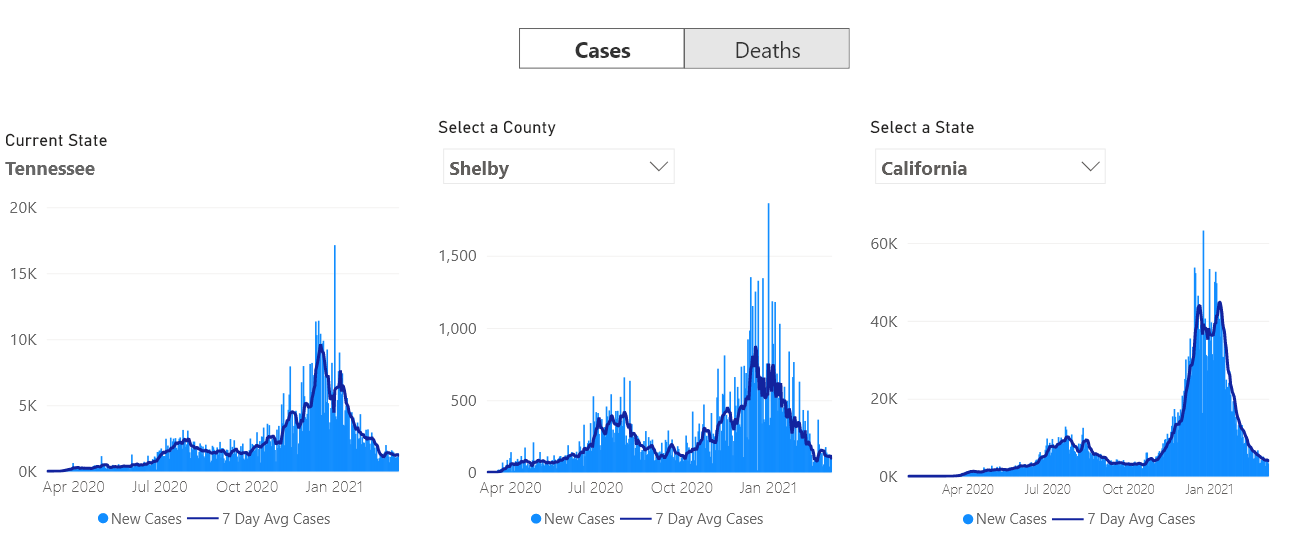 Cases
Deaths
Current State
Tennessee
20K
15K
10K
5K
0K
Apr 2020 Jul 2020 Oct 2020 Jan 2021
New Cases 7 Day Avg Cases
Select a County
Shelby
1,500
1,000
500
0
Apr 2020 Jul 2020 Oct 2020 Jan 2021
New Cases 7 Day Avg Cases
Select a State
California
60K
40K
20K
0K
Apr 2020 Jul 2020 Oct 2020 Jan 2021
New Cases 7 Day Avg Cases